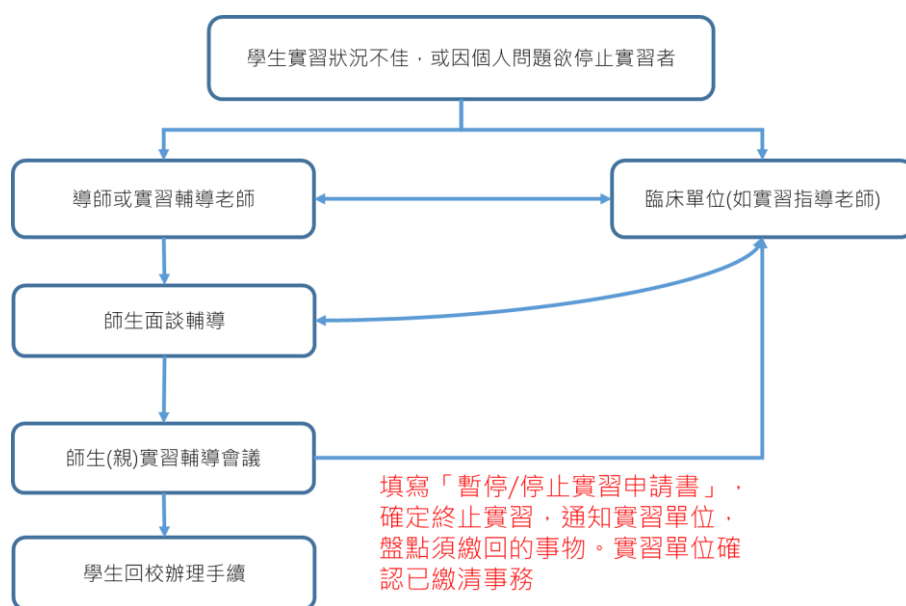 學生實習狀況不佣，或因個人問題欲停止實習者
導師或實習輔導老師
臨床單位(如實習指導老師)
師生面談輔導
師生(親)實習輔導會議
填寫「暫停/停止實習申請書」，
確定終止實習，通知實習單位，
盤點須繳回的事物。實習單位確
認已繳清事務
學生回校辦理手續